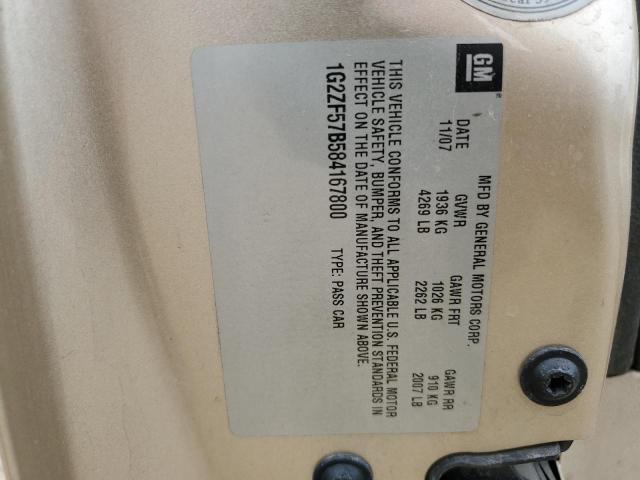 GM
MFD BY GENERAL MOTORS CORP.
DATE GVWR GAWR FRT GAWR RR
11/07 1936 KG 1026 KG 910 KG
4269 LB 2262 LB 2007 LB
THIS VEHICLE CONFORMS TO ALL APPLICABLE U.S. FEDERAL MOTOR
VEHICLE SAFETY, BUMPER, AND THEFT PREVENTION STANDARDS IN
EFFECT ON THE DATE OF MANUFACTURE SHOWN ABOVE.
1G2ZF57B584167800 TYPE: PASS CAR